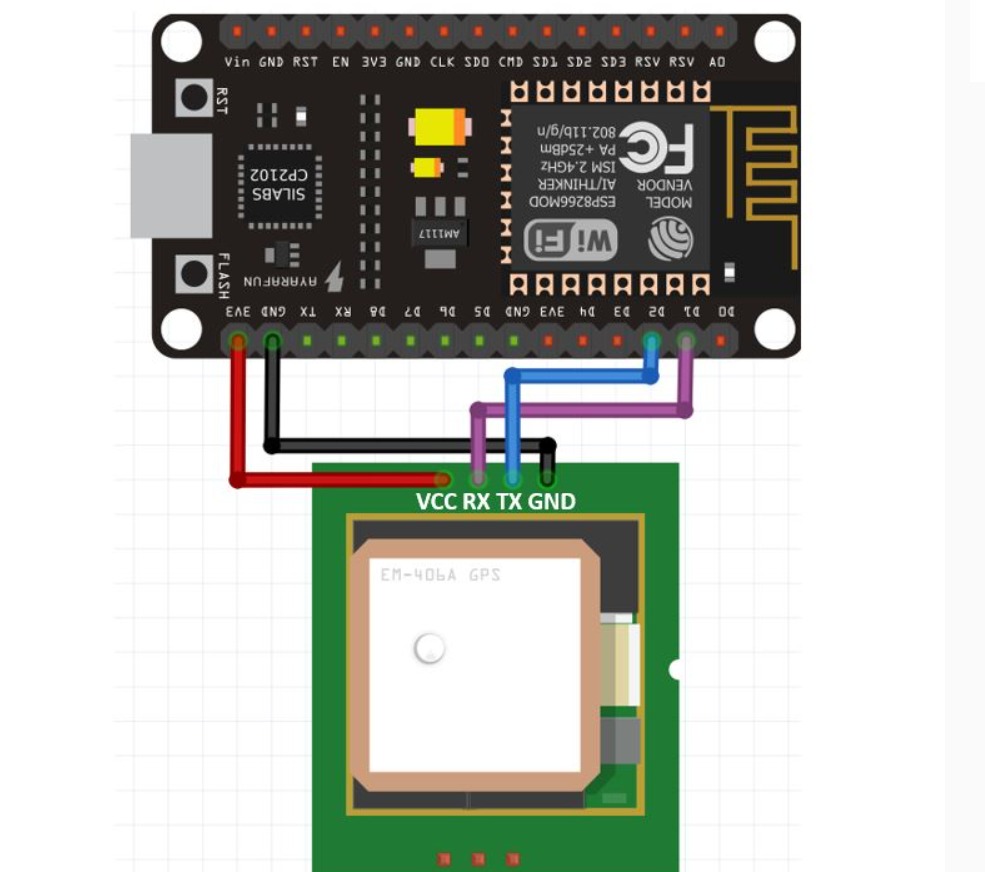 Vin GND RST EN 3V3 GND CLK SD0 CMD SD1 SD2 SD3 RSV RSV A0
RST
SILABS
CP2102
AM1117
802.11b/g/n
PA +25dBm
ISM 2.4GHz
AI/THINKER
ESP8266MOD
FC
VENDOR
MODEL
Wi Fi
FLASH
AYARAFUN
3V3 GND TX RX D8 D7 D6 D5 GND 3V3 D4 D3 D2 D1 D0
VCC RX TX GND
EM-406A GPS